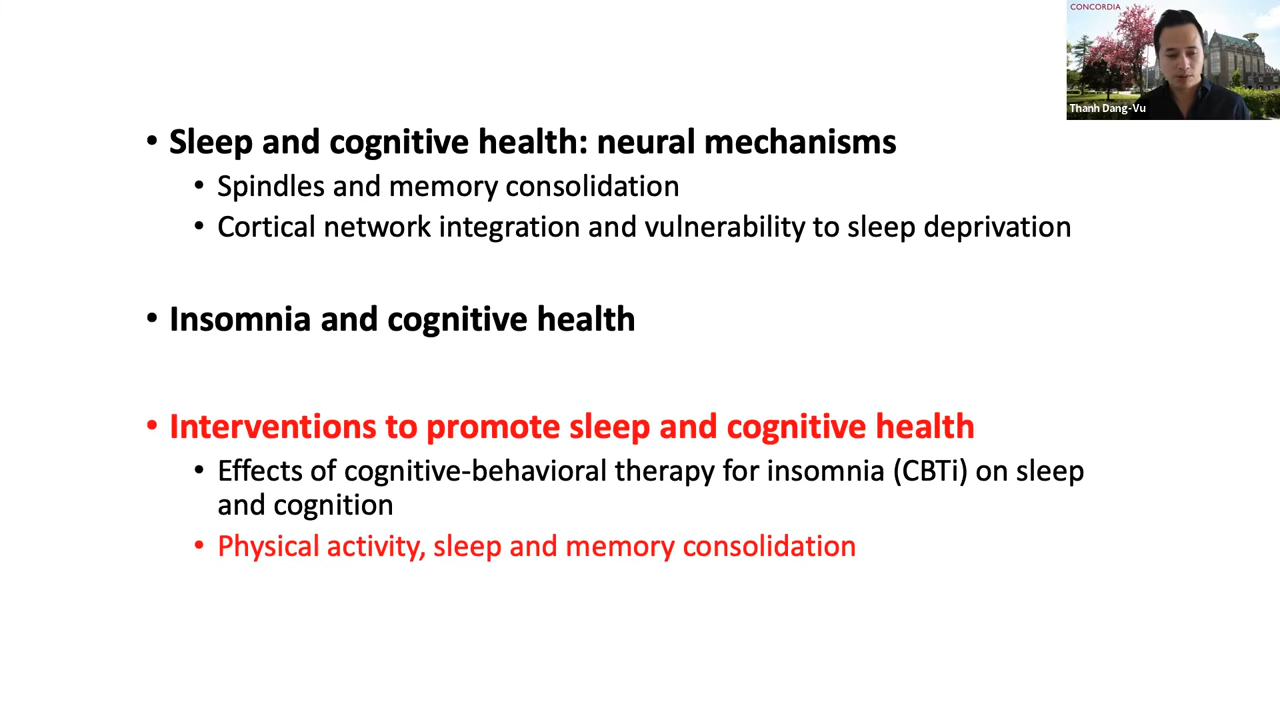 CONCORDIA
Thanh Dang-Vu
• Sleep and cognitive health: neural mechanisms
• Spindles and memory consolidation
• Cortical network integration and vulnerability to sleep deprivation
• Insomnia and cognitive health
• Interventions to promote sleep and cognitive health
• Effects of cognitive-behavioral therapy for insomnia (CBTi) on sleep
and cognition
• Physical activity, sleep and memory consolidation